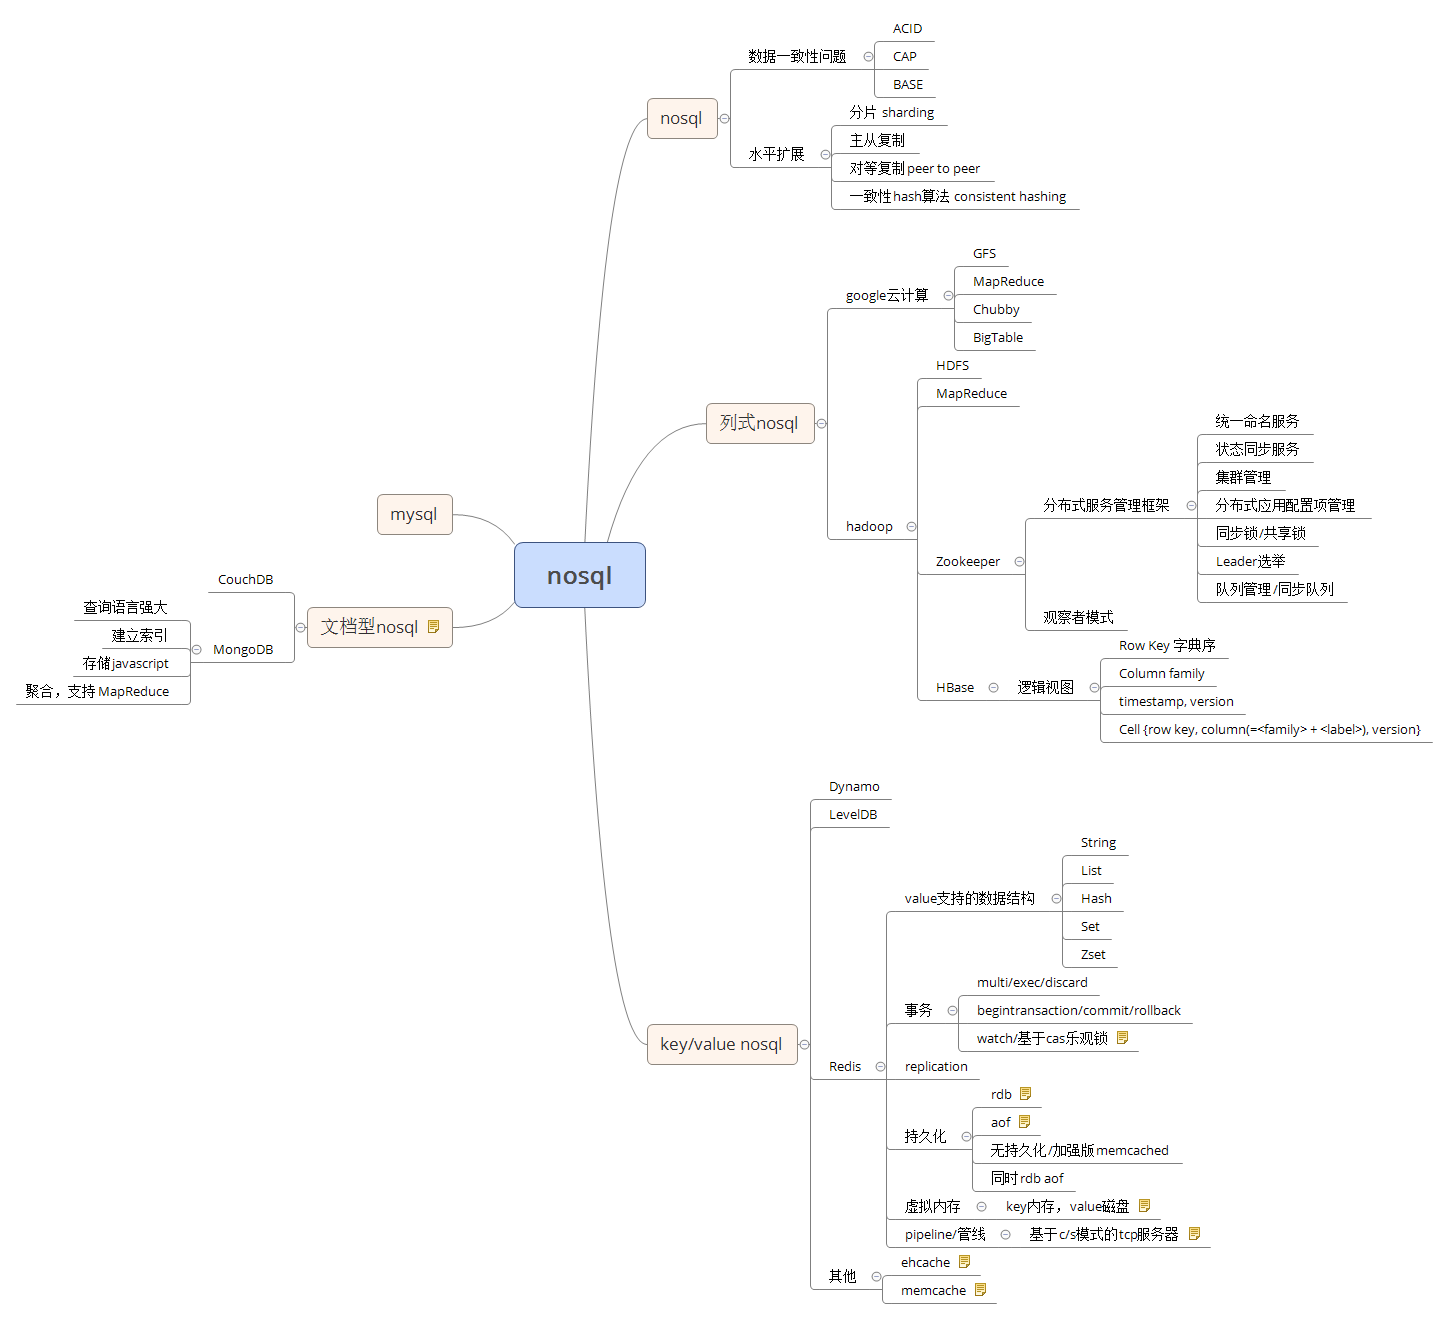 nosql
nosql
数据一致性问题
ACID
CAP
BASE
水平扩展
分片 sharding
主从复制
对等复制peer to peer
一致性hash算法 consistent hashing
列式nosql
google云计算
GFS
MapReduce
Chubby
BigTable
hadoop
HDFS
MapReduce
Zookeeper
分布式服务管理框架
统一命名服务
状态同步服务
集群管理
分布式应用配置项管理
同步锁/共享锁
Leader选举
队列管理/同步队列
观察者模式
HBase
逻辑视图
Row Key 字典序
Column family
timestamp, version
Cell {row key, column(=<family> + <label>), version}
key/value nosql
Dynamo
LevelDB
Redis
value支持的数据结构
String
List
Hash
Set
Zset
事务
multi/exec/discard
begintransaction/commit/rollback
watch/基于cas乐观锁
replication
持久化
rdb
aof
无持久化/加强版memcached
同时rdb aof
虚拟内存
key内存，value磁盘
pipeline/管线
基于c/s模式的tcp服务器
其他
ehcache
memcache
mysql
文档型nosql
CouchDB
MongoDB
查询语言强大
建立索引
存储javascript
聚合，支持MapReduce